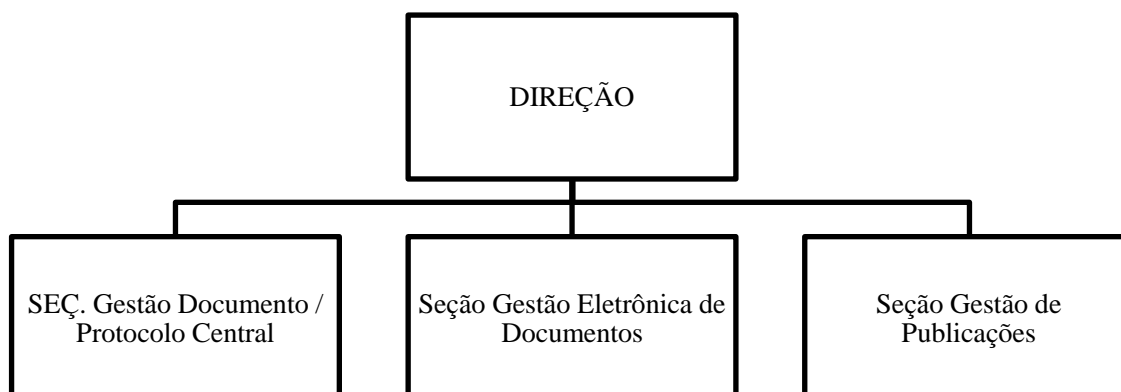 DIREÇÃO
SEÇ. Gestão Documento /
Protocolo Central
Seção Gestão Eletrônica de
Documentos
Seção Gestão de
Publicações